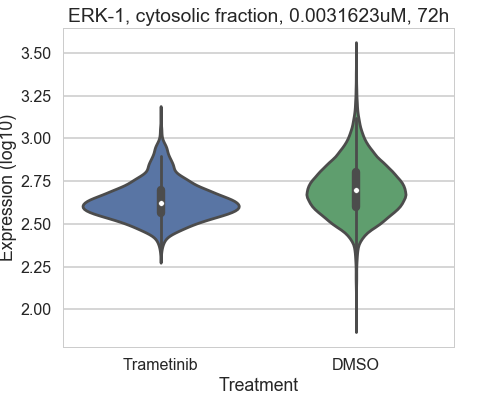 ERK-1, cytosolic fraction, 0.0031623uM, 72h
Expression (log10)
3.50
3.25
3.00
2.75
2.50
2.25
2.00
Trametinib
DMSO
Treatment